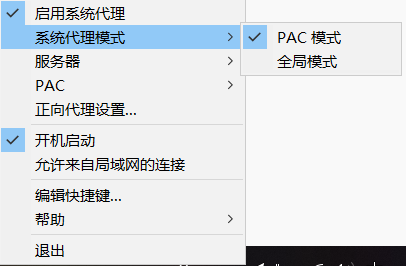 启用系统代理
系统代理模式
服务器
PAC
正向代理设置...
开机启动
允许来自局域网的连接
编辑快捷键...
帮助
退出
PAC 模式
全局模式